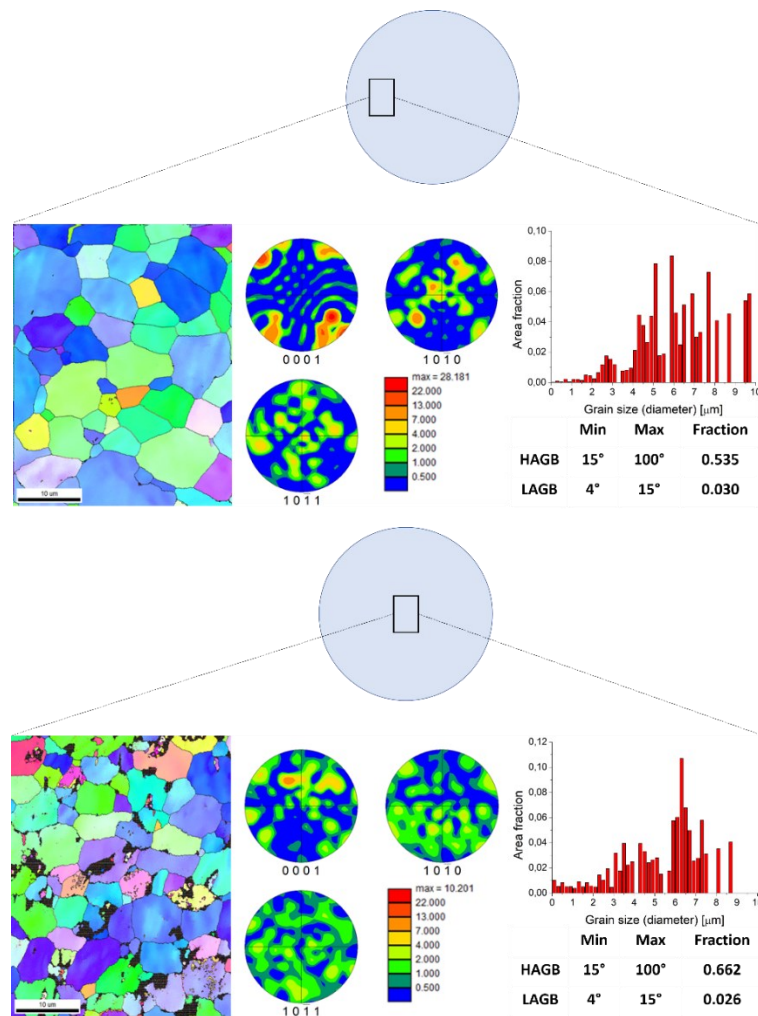 10 um
0 0 0 1
1 0 1 0
1 0 1 1
max = 28.181
22.000
13.000
7.000
4.000
2.000
1.000
0.500
Area fraction
0,10
0,08
0,06
0,04
0,02
0,00
0 1 2 3 4 5 6 7 8 9 10
Grain size (diameter) [μm]
Min Max Fraction
HAGB 15° 100° 0.535
LAGB 4° 15° 0.030
10 um
0 0 0 1
1 0 1 0
1 0 1 1
max = 10.201
22.000
13.000
7.000
4.000
2.000
1.000
0.500
Area fraction
0,12
0,10
0,08
0,06
0,04
0,02
0,00
0 1 2 3 4 5 6 7 8 9 10
Grain size (diameter) [μm]
Min Max Fraction
HAGB 15° 100° 0.662
LAGB 4° 15° 0.026